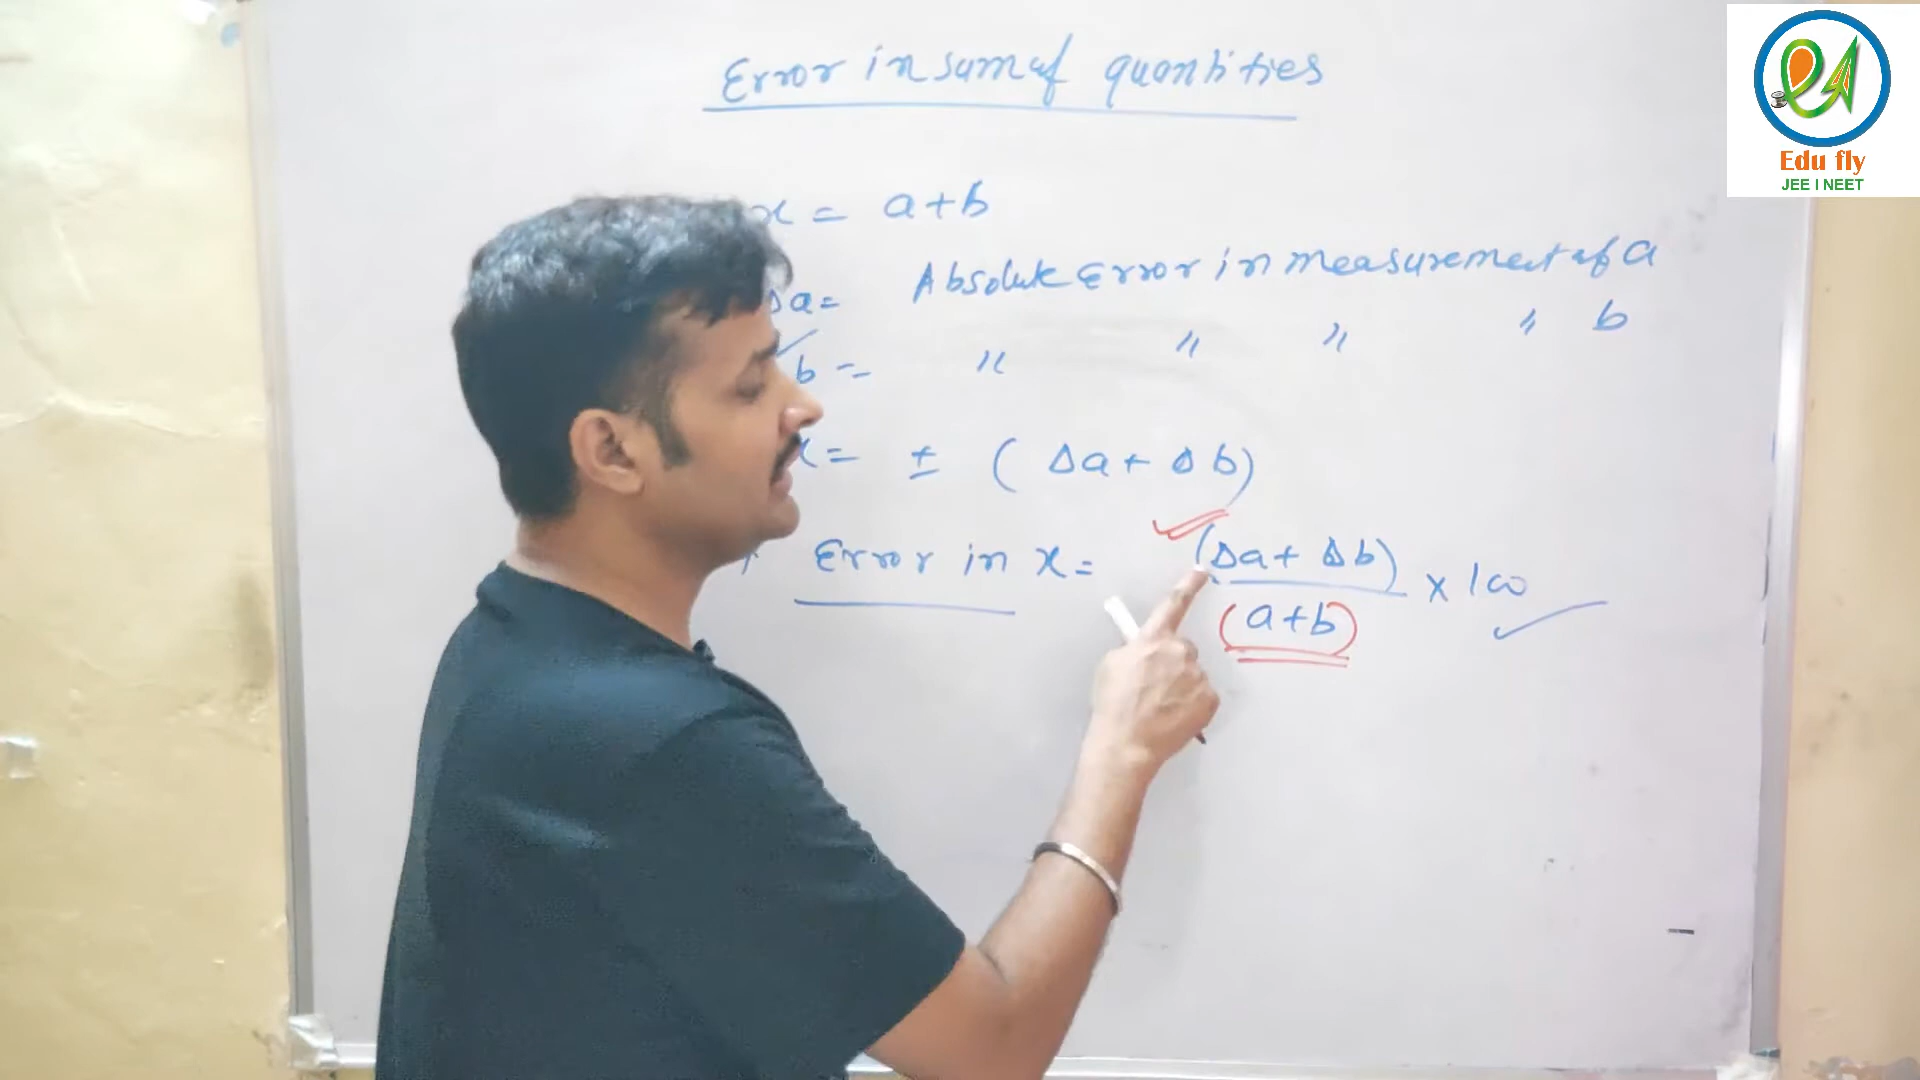 Error in sum of quantities
Edu fly
JEE I NEET
x = a+b
Δa = Absolute Error in measurement of a
b = " " " " b
x = ± (Δa + Δb)
Error in x = (Δa + Δb) / (a+b) × 100